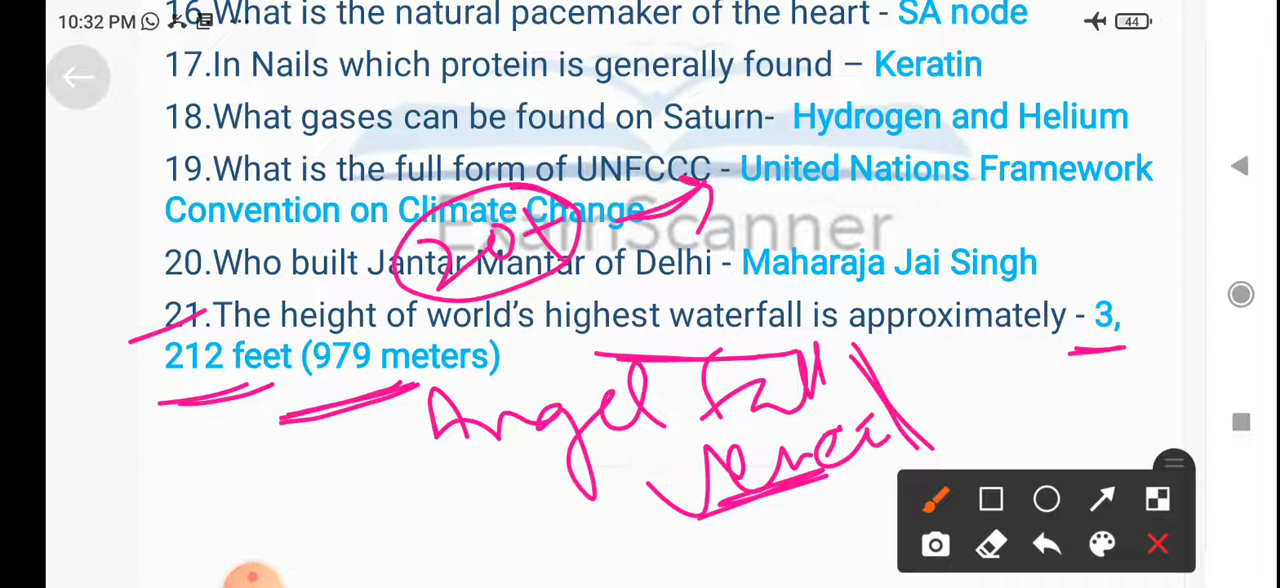 10:32 PM
44
16.What is the natural pacemaker of the heart - SA node
17.In Nails which protein is generally found – Keratin
18.What gases can be found on Saturn- Hydrogen and Helium
19.What is the full form of UNFCCC - United Nations Framework
Convention on Climate Change
ExamScanner
20.Who built Jantar Mantar of Delhi - Maharaja Jai Singh
21.The height of world’s highest waterfall is approximately - 3,
212 feet (979 meters)
Angel fall